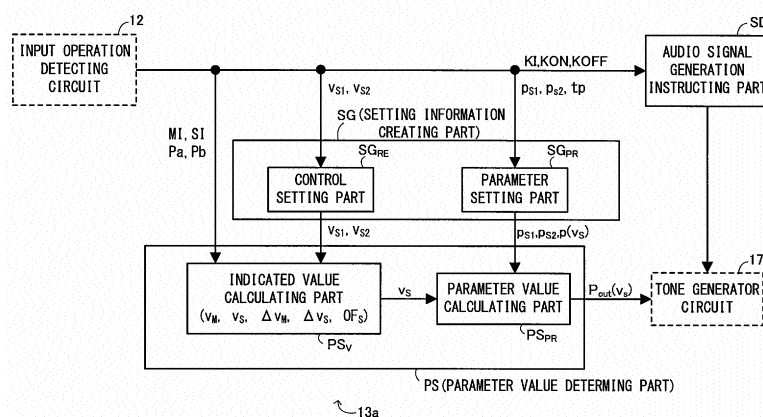 12
INPUT OPERATION
DETECTING
CIRCUIT
KI,KON,KOFF
SD
AUDIO SIGNAL
GENERATION
INSTRUCTING PART
MI, SI
Pa, Pb
vS1, vS2
pS1, pS2, tp
SG (SETTING INFORMATION
CREATING PART)
SGRE
CONTROL
SETTING PART
SGPR
PARAMETER
SETTING PART
vS1, vS2
pS1,pS2,p(vS)
INDICATED VALUE
CALCULATING PART
(vM, vS, ΔvM, ΔvS, OFS)
PSV
vS
PARAMETER VALUE
CALCULATING PART
PSPR
Pout(vs)
17
TONE GENERATOR
CIRCUIT
PS (PARAMETER VALUE DETERMING PART)
13a